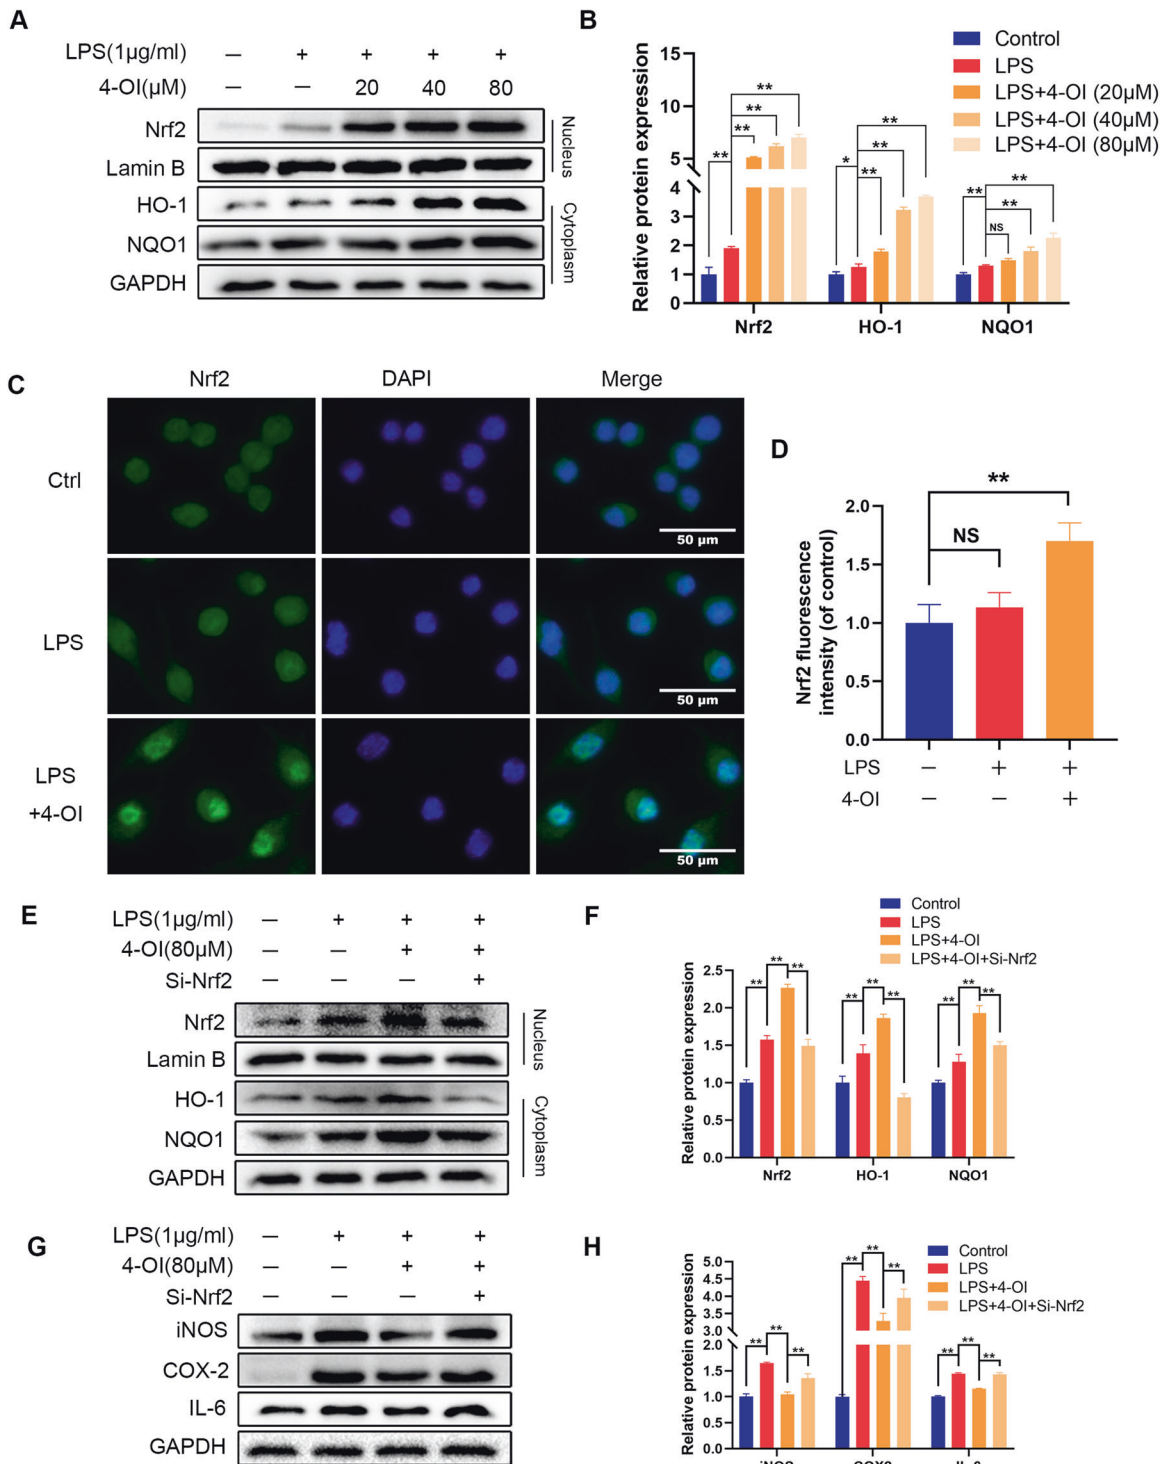 A
LPS(1μg/ml) — + + + +
4-OI(μM) — — 20 40 80
Nrf2
Lamin B
HO-1
NQO1
GAPDH
Nucleus
Cytoplasm
B
Control
LPS
LPS+4-OI (20μM)
LPS+4-OI (40μM)
LPS+4-OI (80μM)
Relative protein expression
15
10
5
4
3
2
1
0
** ** ** **
* ** ** **
** NS ** **
Nrf2 HO-1 NQO1
C
Nrf2 DAPI Merge
Ctrl
50 μm
LPS
50 μm
LPS
+4-OI
50 μm
D
Nrf2 fluorescence
intensity (of control)
2.0
1.5
1.0
0.5
0.0
**
NS
LPS — + +
4-OI — — +
E
LPS(1μg/ml) — + + +
4-OI(80μM) — — + +
Si-Nrf2 — — — +
Nrf2
Lamin B
HO-1
NQO1
GAPDH
Nucleus
Cytoplasm
F
Control
LPS
LPS+4-OI
LPS+4-OI+Si-Nrf2
Relative protein expression
2.5
2.0
1.5
1.0
0.5
0.0
** ** **
** ** **
** ** **
Nrf2 HO-1 NQO1
G
LPS(1μg/ml) — + + +
4-OI(80μM) — — + +
Si-Nrf2 — — — +
iNOS
COX-2
IL-6
GAPDH
H
Control
LPS
LPS+4-OI
LPS+4-OI+Si-Nrf2
Relative protein expression
5.0
4.5
4.0
3.5
3.0
2.0
1.5
1.0
0.5
0.0
** ** **
** ** **
** ** **